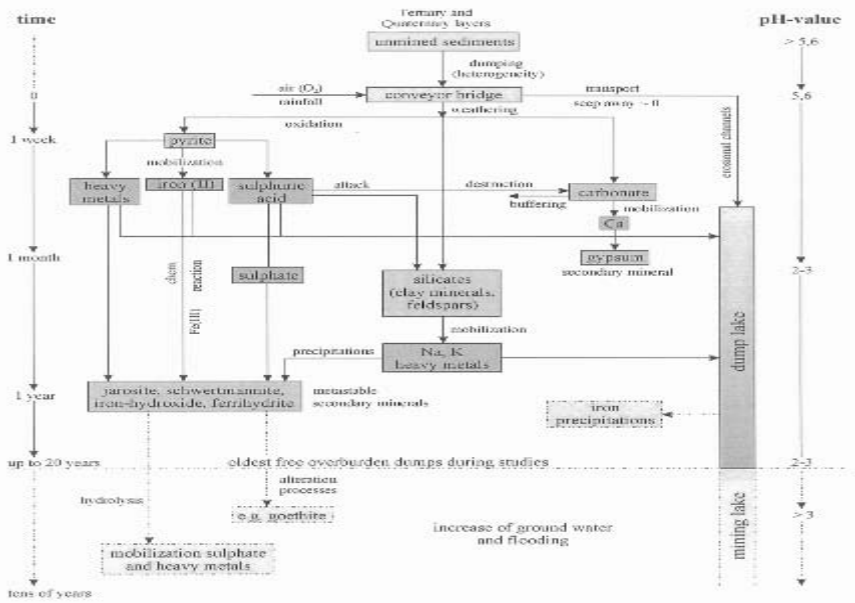 time
Tertiary and
Quaternary layers
pH-value
unmined sediments
> 5,6
dumping
(heterogeneity)
air (O₂)
rainfall
conveyor bridge
transport
seep away ~ 0
0
5,6
weathering
oxidation
erosional channels
1 week
pyrite
mobilization
heavy
metals
iron (II)
sulphuric
acid
attack
destruction
buffering
carbonate
mobilization
Ca
gypsum
secondary mineral
1 month
2-3
chem
reaction
Fe(III)
sulphate
silicates
(clay minerals,
feldspars)
mobilization
Na, K
heavy metals
precipitations
dump lake
1 year
jarosite, schwertmannite,
iron-hydroxide, ferrihydrite
metastable
secondary minerals
iron
precipitations
up to 20 years
oldest free overburden dumps during studies
2-3
hydrolysis
alteration
processes
e.g. goethite
increase of ground water
and flooding
mining lake
> 3
mobilization sulphate
and heavy metals
tens of years